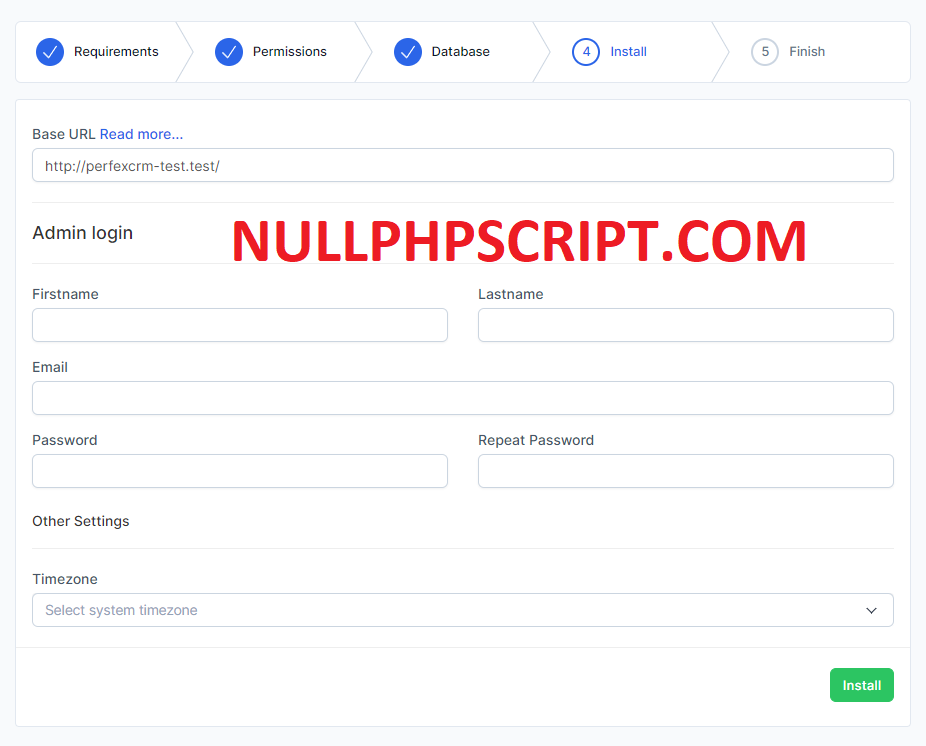 Requirements
Permissions
Database
4 Install
5 Finish
Base URL Read more...
http://perfexcrm-test.test/
Admin login
NULLPHPSCRIPT.COM
Firstname
Lastname
Email
Password
Repeat Password
Other Settings
Timezone
Select system timezone
Install